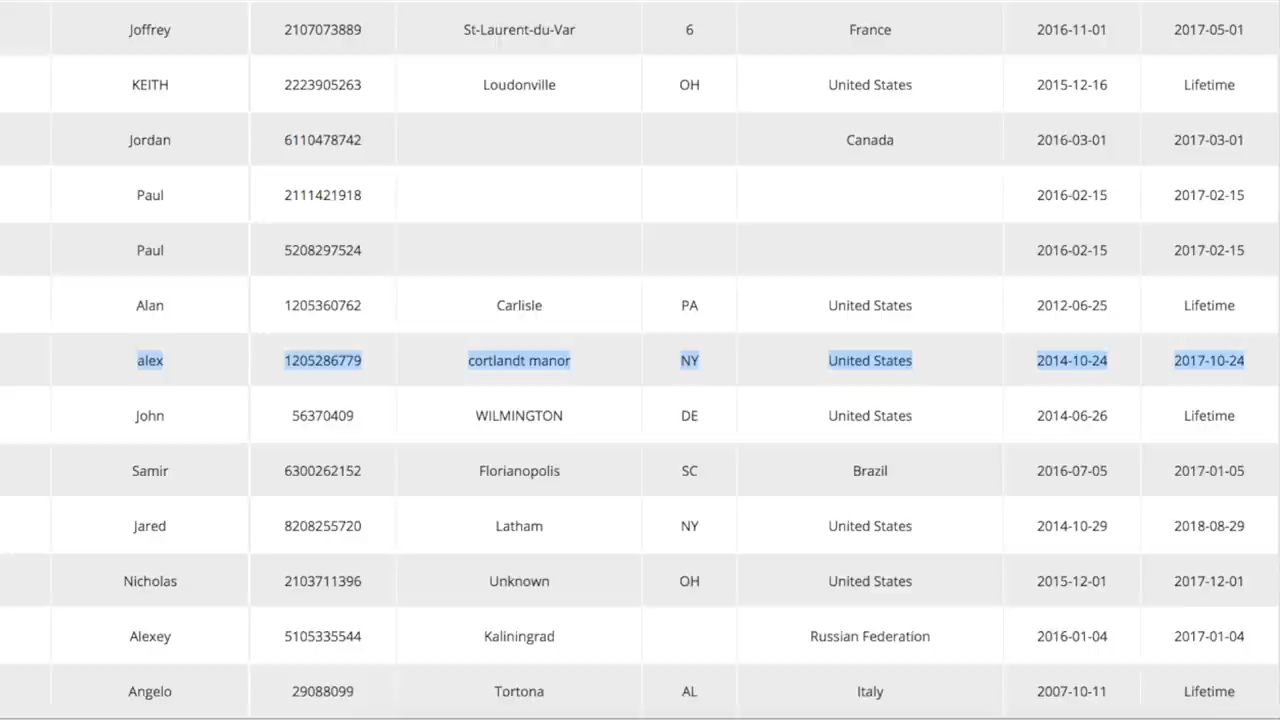 Joffrey 2107073889 St-Laurent-du-Var 6 France 2016-11-01 2017-05-01
KEITH 2223905263 Loudonville OH United States 2015-12-16 Lifetime
Jordan 6110478742 Canada 2016-03-01 2017-03-01
Paul 2111421918 2016-02-15 2017-02-15
Paul 5208297524 2016-02-15 2017-02-15
Alan 1205360762 Carlisle PA United States 2012-06-25 Lifetime
alex 1205286779 cortlandt manor NY United States 2014-10-24 2017-10-24
John 56370409 WILMINGTON DE United States 2014-06-26 Lifetime
Samir 6300262152 Florianopolis SC Brazil 2016-07-05 2017-01-05
Jared 8208255720 Latham NY United States 2014-10-29 2018-08-29
Nicholas 2103711396 Unknown OH United States 2015-12-01 2017-12-01
Alexey 5105335544 Kaliningrad Russian Federation 2016-01-04 2017-01-04
Angelo 29088099 Tortona AL Italy 2007-10-11 Lifetime